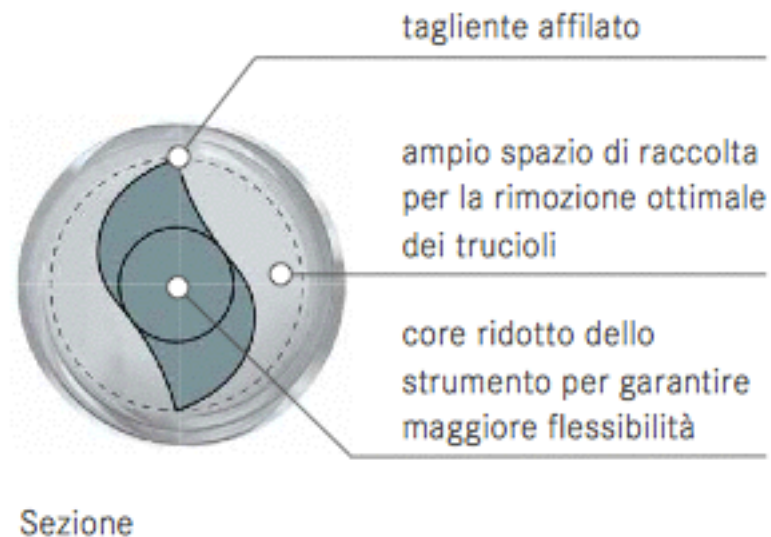 tagliente affilato
ampio spazio di raccolta
per la rimozione ottimale
dei trucioli
core ridotto dello
strumento per garantire
maggiore flessibilità
Sezione